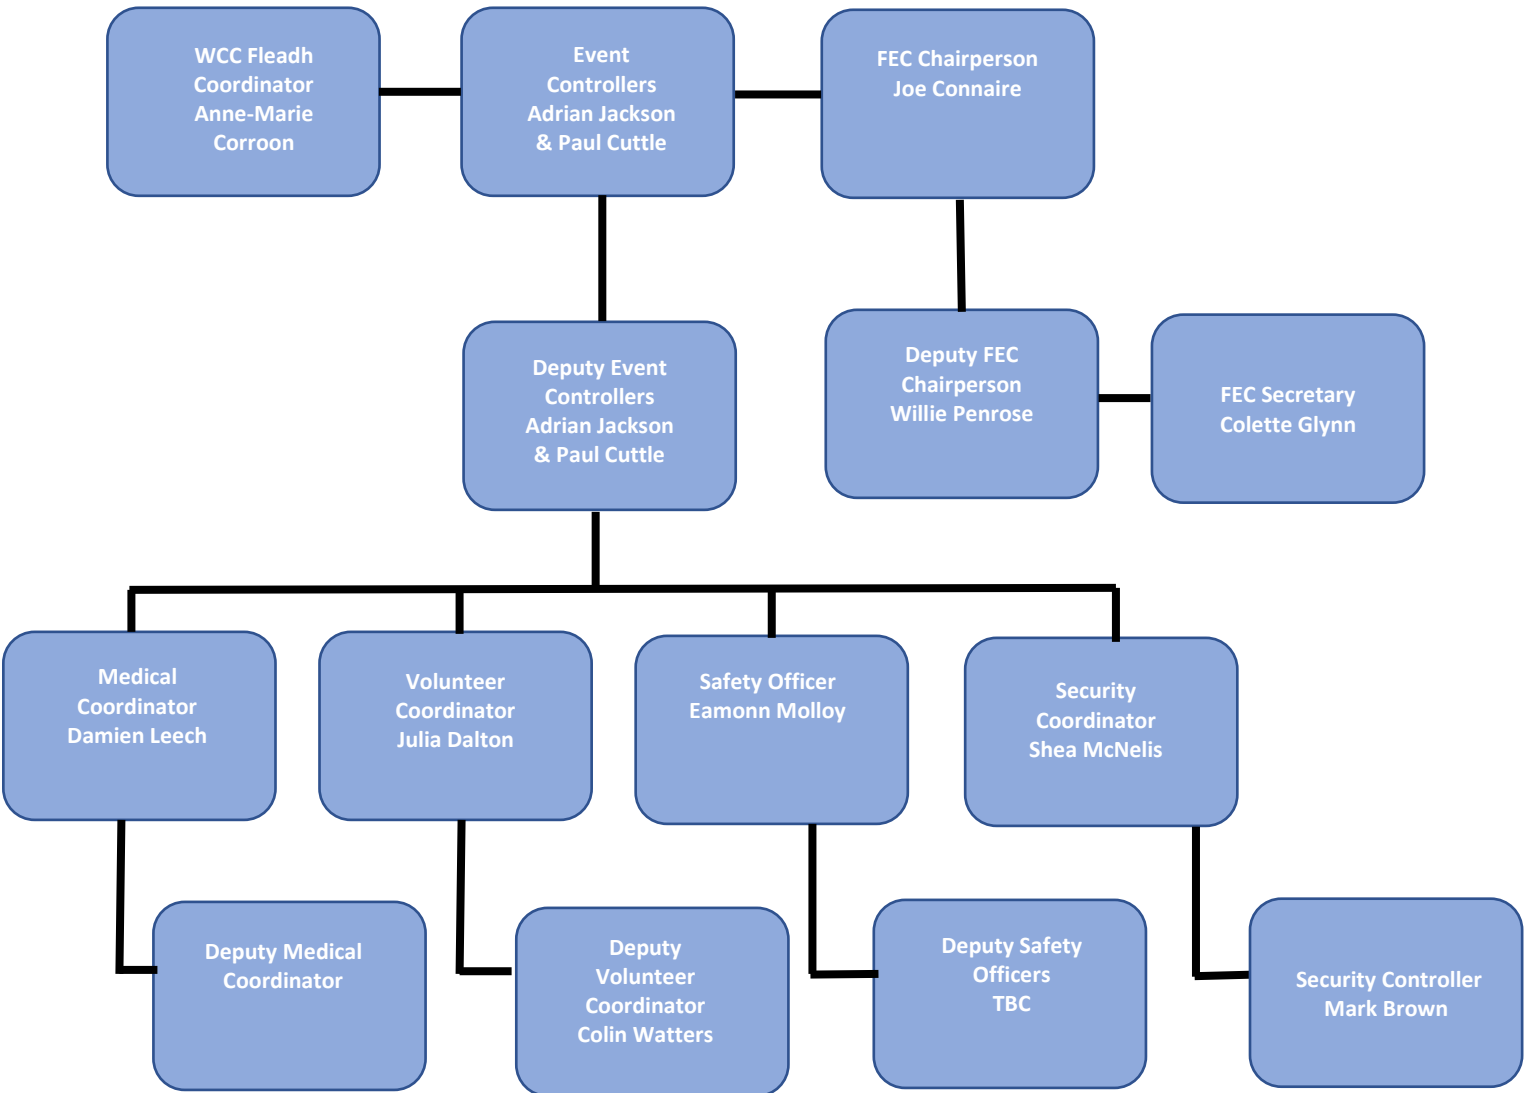 WCC Fleadh
Coordinator
Anne-Marie
Corroon
Event
Controllers
Adrian Jackson
& Paul Cuttle
FEC Chairperson
Joe Connaire
Deputy Event
Controllers
Adrian Jackson
& Paul Cuttle
Deputy FEC
Chairperson
Willie Penrose
FEC Secretary
Colette Glynn
Medical
Coordinator
Damien Leech
Volunteer
Coordinator
Julia Dalton
Safety Officer
Eamonn Molloy
Security
Coordinator
Shea McNelis
Deputy Medical
Coordinator
Deputy
Volunteer
Coordinator
Colin Watters
Deputy Safety
Officers
TBC
Security Controller
Mark Brown